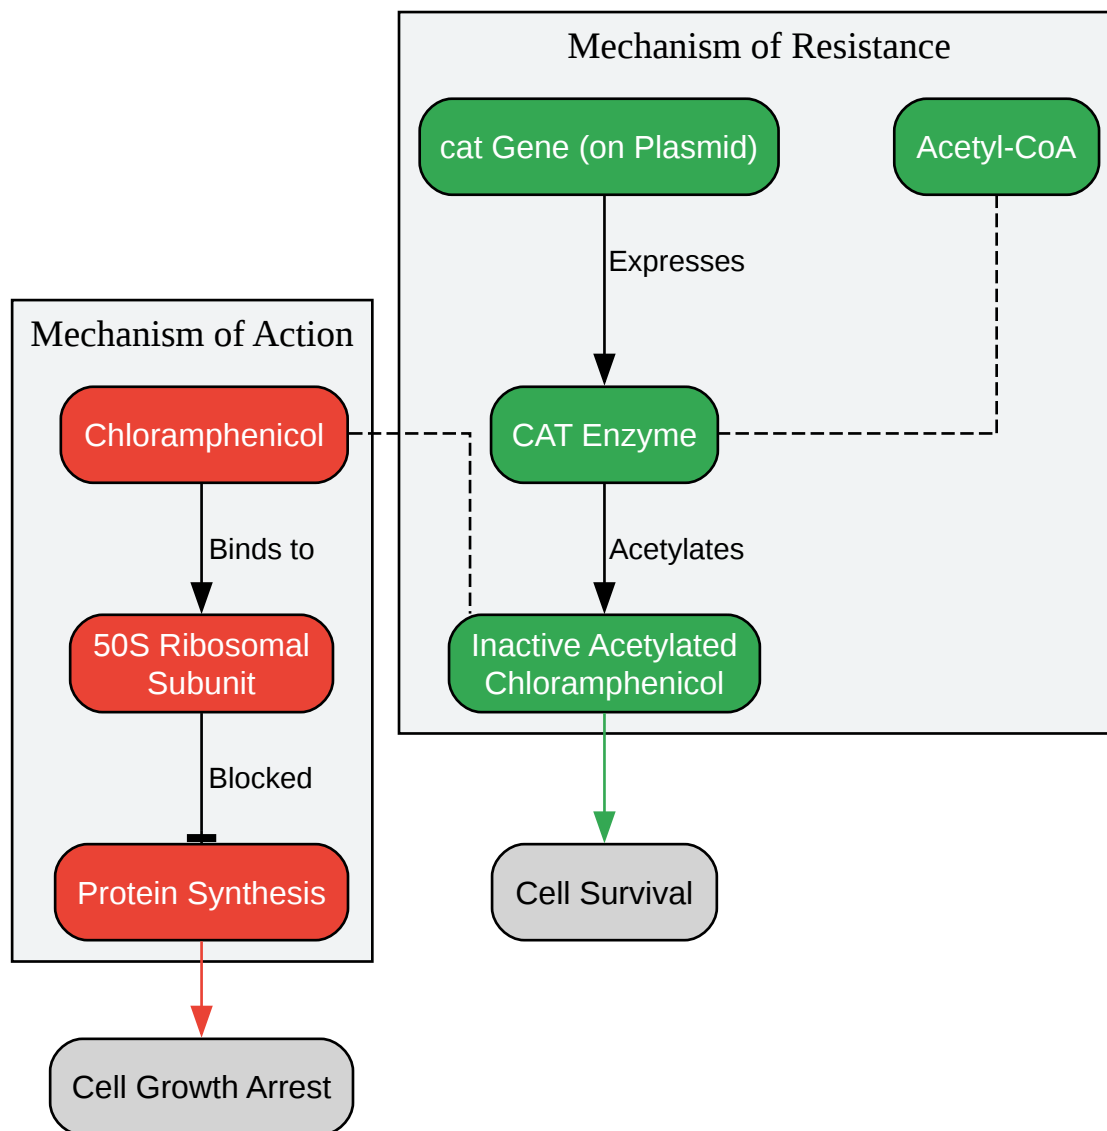 Mechanism of Resistance
cat Gene (on Plasmid)
Acetyl-CoA
Expresses
Mechanism of Action
Chloramphenicol
CAT Enzyme
Binds to
Acetylates
50S Ribosomal
Subunit
Inactive Acetylated
Chloramphenicol
Blocked
Protein Synthesis
Cell Survival
Cell Growth Arrest